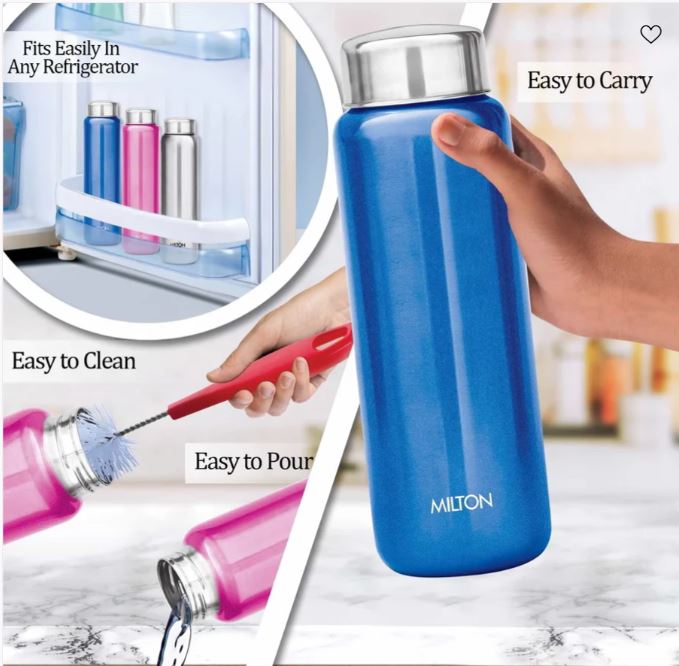 Fits Easily In
Any Refrigerator
Easy to Carry
MILTON
Easy to Clean
Easy to Pour
MILTON